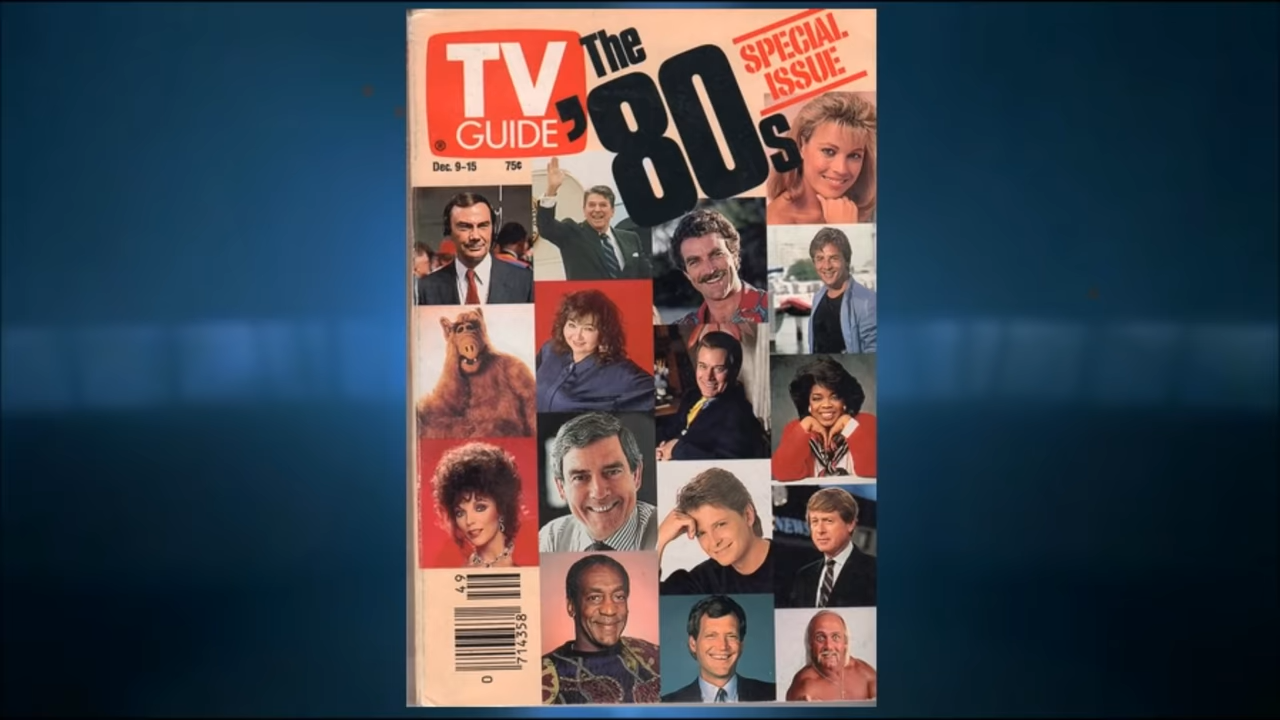 TV
GUIDE
®
The
'80s
SPECIAL
ISSUE
Dec. 9-15
75¢
NEWS
49
0
714358